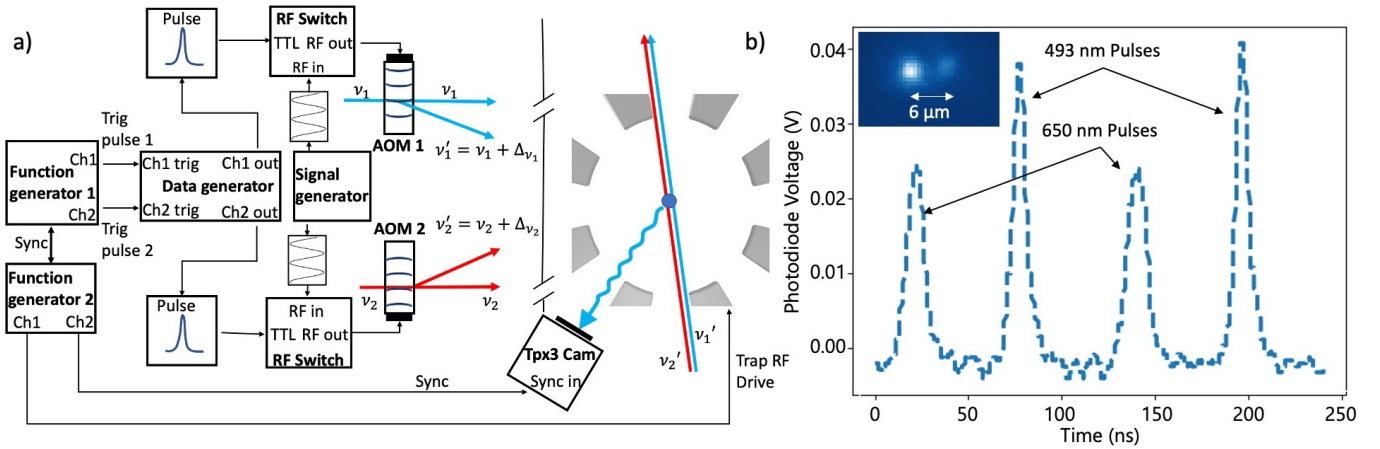 a)
Pulse
RF Switch
TTL RF out
RF in
ν₁
ν₁
AOM 1
ν₁′ = ν₁ + Δ_ν₁
Trig
pulse 1
Function
generator 1
Ch1
Ch2
Ch1 trig
Ch1 out
Data generator
Ch2 trig
Ch2 out
Signal
generator
Trig
pulse 2
Sync
AOM 2
ν₂′ = ν₂ + Δ_ν₂
Function
generator 2
Ch1
Ch2
Pulse
RF in
TTL RF out
RF Switch
ν₂
ν₂
Tpx3 Cam
Sync in
Sync
ν₁′
ν₂′
Trap RF
Drive
b)
6 μm
493 nm Pulses
650 nm Pulses
Photodiode Voltage (V)
0.04
0.03
0.02
0.01
0.00
0
50
100
150
200
250
Time (ns)